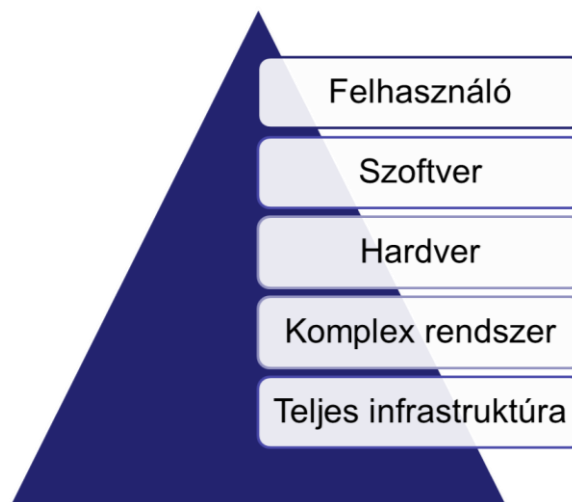 Felhasználó
Szoftver
Hardver
Komplex rendszer
Teljes infrastruktúra